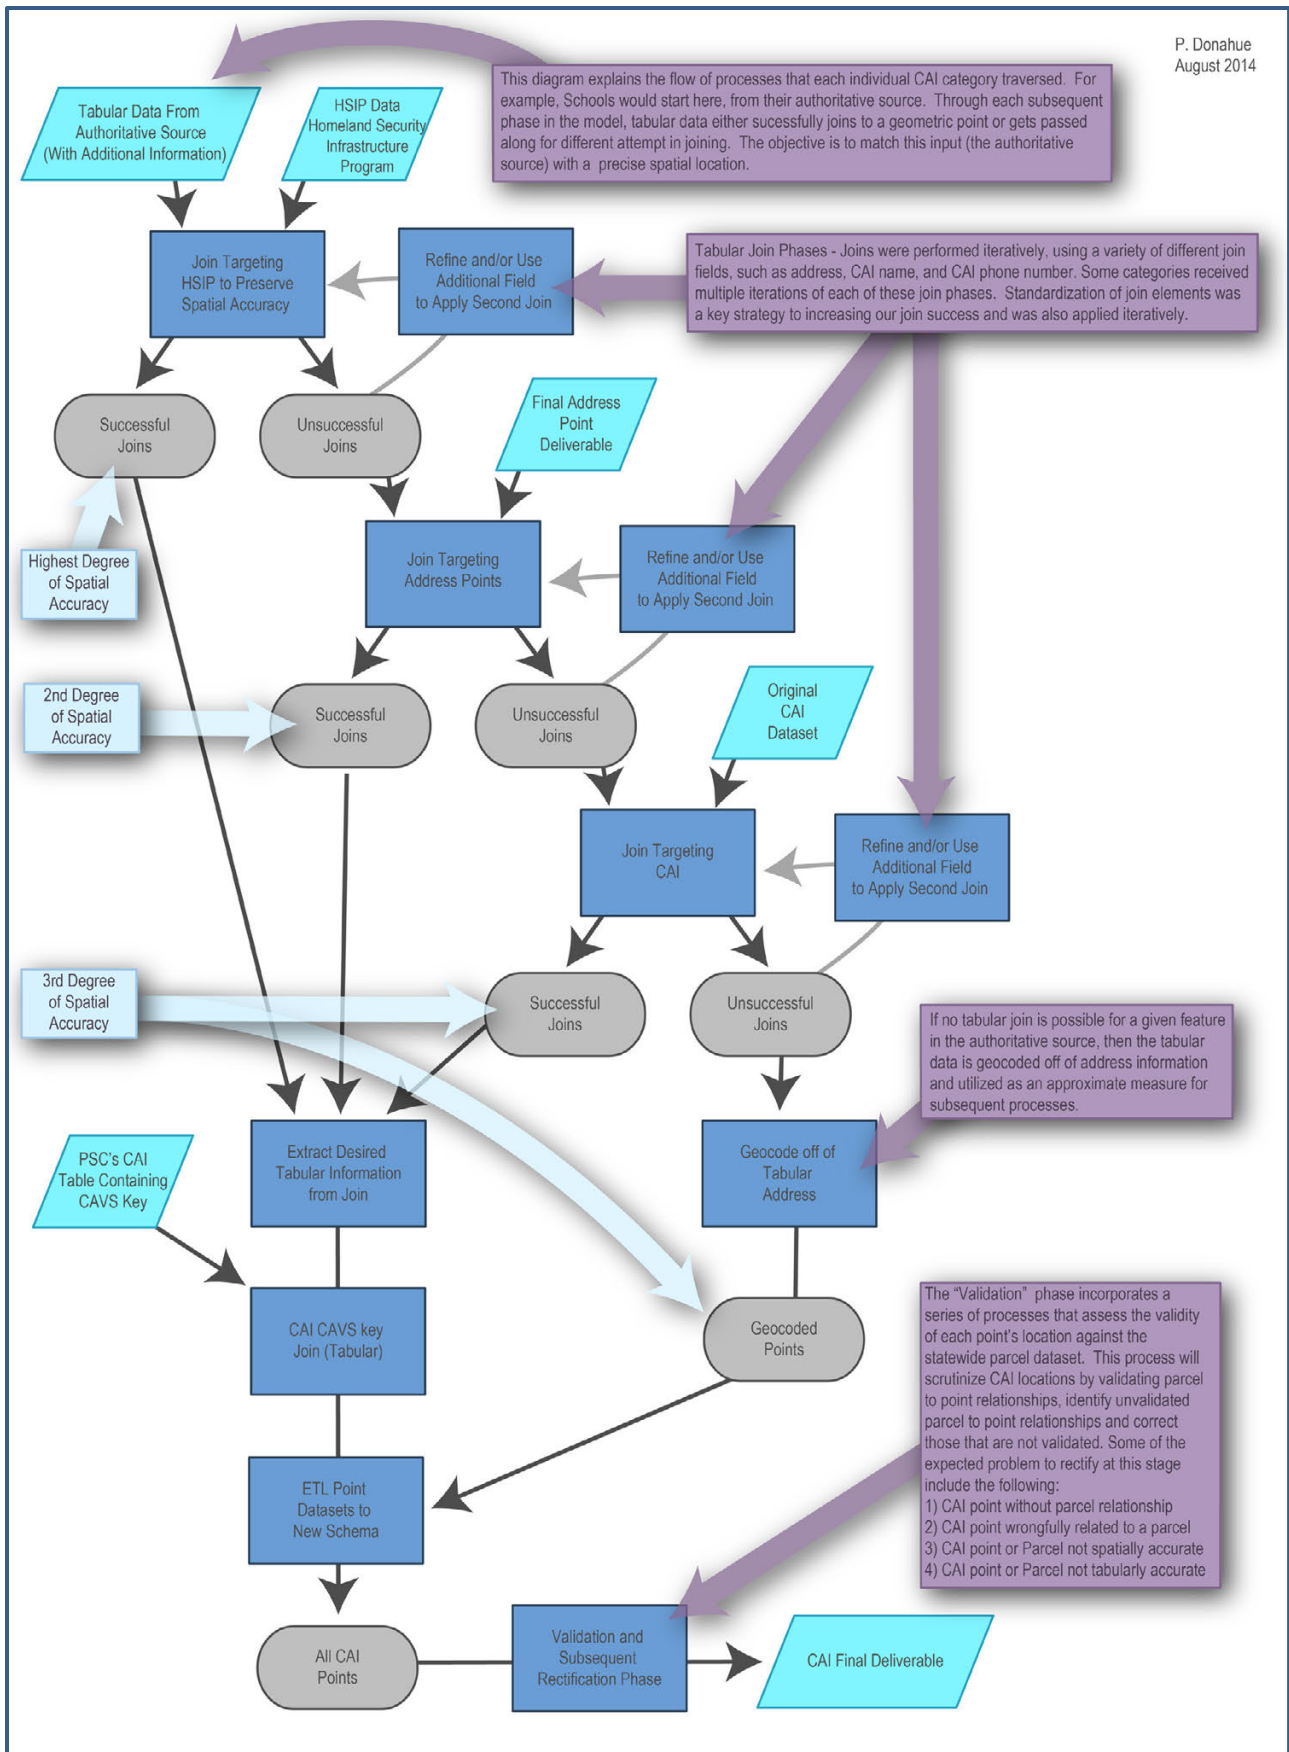 P. Donahue
August 2014
This diagram explains the flow of processes that each individual CAI category traversed.  For
example, Schools would start here, from their authoritative source.  Through each subsequent
phase in the model, tabular data either sucessfully joins to a geometric point or gets passed
along for different attempt in joining.  The objective is to match this input (the authoritative
source) with a  precise spatial location.
Tabular Data From
Authoritative Source
(With Additional Information)
HSIP Data
Homeland Security
Infrastructure
Program
Join Targeting
HSIP to Preserve
Spatial Accuracy
Refine and/or Use
Additional Field
to Apply Second Join
Tabular Join Phases - Joins were performed iteratively, using a variety of different join
fields, such as address, CAI name, and CAI phone number. Some categories received
multiple iterations of each of these join phases.  Standardization of join elements was
a key strategy to increasing our join success and was also applied iteratively.
Successful
Joins
Unsuccessful
Joins
Final Address
Point
Deliverable
Highest Degree
of Spatial
Accuracy
Join Targeting
Address Points
Refine and/or Use
Additional Field
to Apply Second Join
2nd Degree
of Spatial
Accuracy
Successful
Joins
Unsuccessful
Joins
Original
CAI
Dataset
Join Targeting
CAI
Refine and/or Use
Additional Field
to Apply Second Join
3rd Degree
of Spatial
Accuracy
Successful
Joins
Unsuccessful
Joins
If no tabular join is possible for a given feature
in the authoritative source, then the tabular
data is geocoded off of address information
and utilized as an approximate measure for
subsequent processes.
PSC's CAI
Table Containing
CAVS Key
Extract Desired
Tabular Information
from Join
Geocode off of
Tabular
Address
CAI CAVS key
Join (Tabular)
Geocoded
Points
The “Validation”  phase incorporates a
series of processes that assess the validity
of each point's location against the
statewide parcel dataset.  This process will
scrutinize CAI locations by validating parcel
to point relationships, identify unvalidated
parcel to point relationships and correct
those that are not validated. Some of the
expected problem to rectify at this stage
include the following:
1) CAI point without parcel relationship
2) CAI point wrongfully related to a parcel
3) CAI point or Parcel not spatially accurate
4) CAI point or Parcel not tabularly accurate
ETL Point
Datasets to
New Schema
All CAI
Points
Validation and
Subsequent
Rectification Phase
CAI Final Deliverable